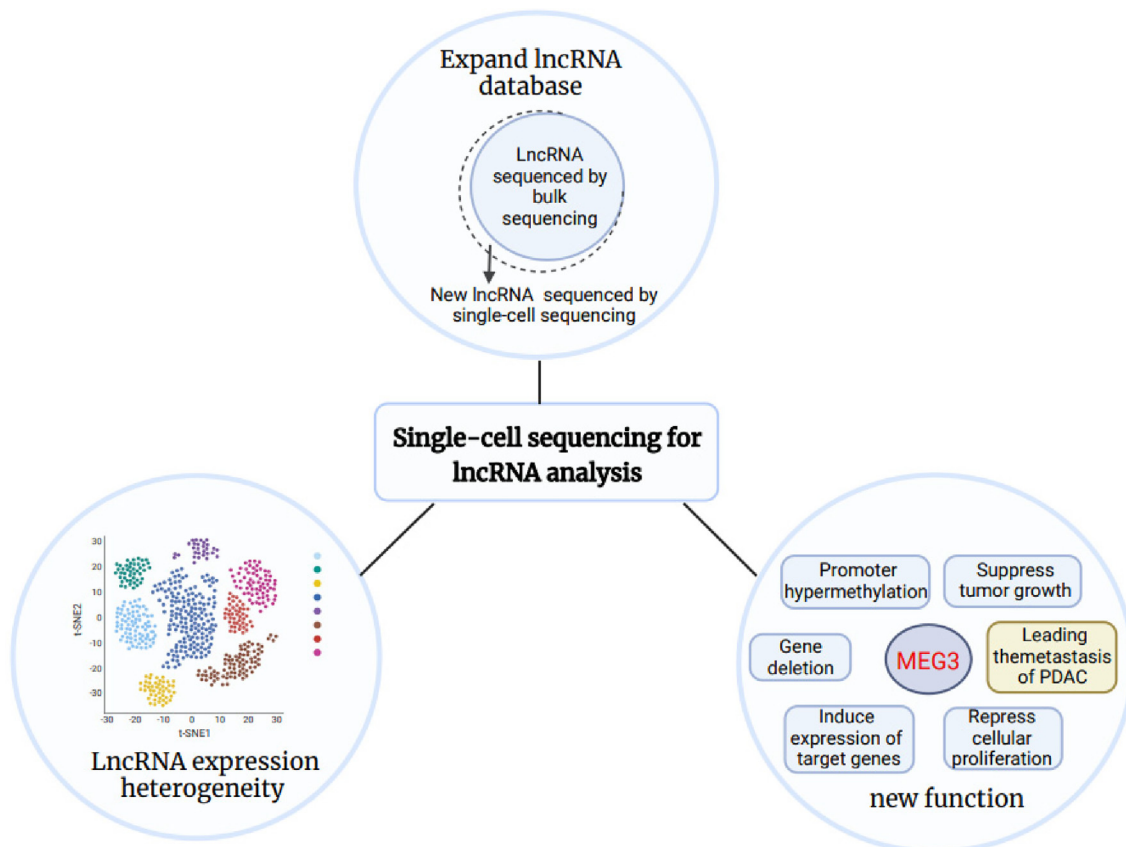 Expand lncRNA
database
LncRNA
sequenced by
bulk
sequencing
New lncRNA sequenced by
single-cell sequencing
Single-cell sequencing for
lncRNA analysis
30
20
10
0
-10
-20
-30
t-SNE2
-30
-20
-10
0
10
20
30
t-SNE1
LncRNA expression
heterogeneity
Promoter
hypermethylation
Suppress
tumor growth
Gene
deletion
MEG3
Leading
themetastasis
of PDAC
Induce
expression of
target genes
Repress
cellular
proliferation
new function